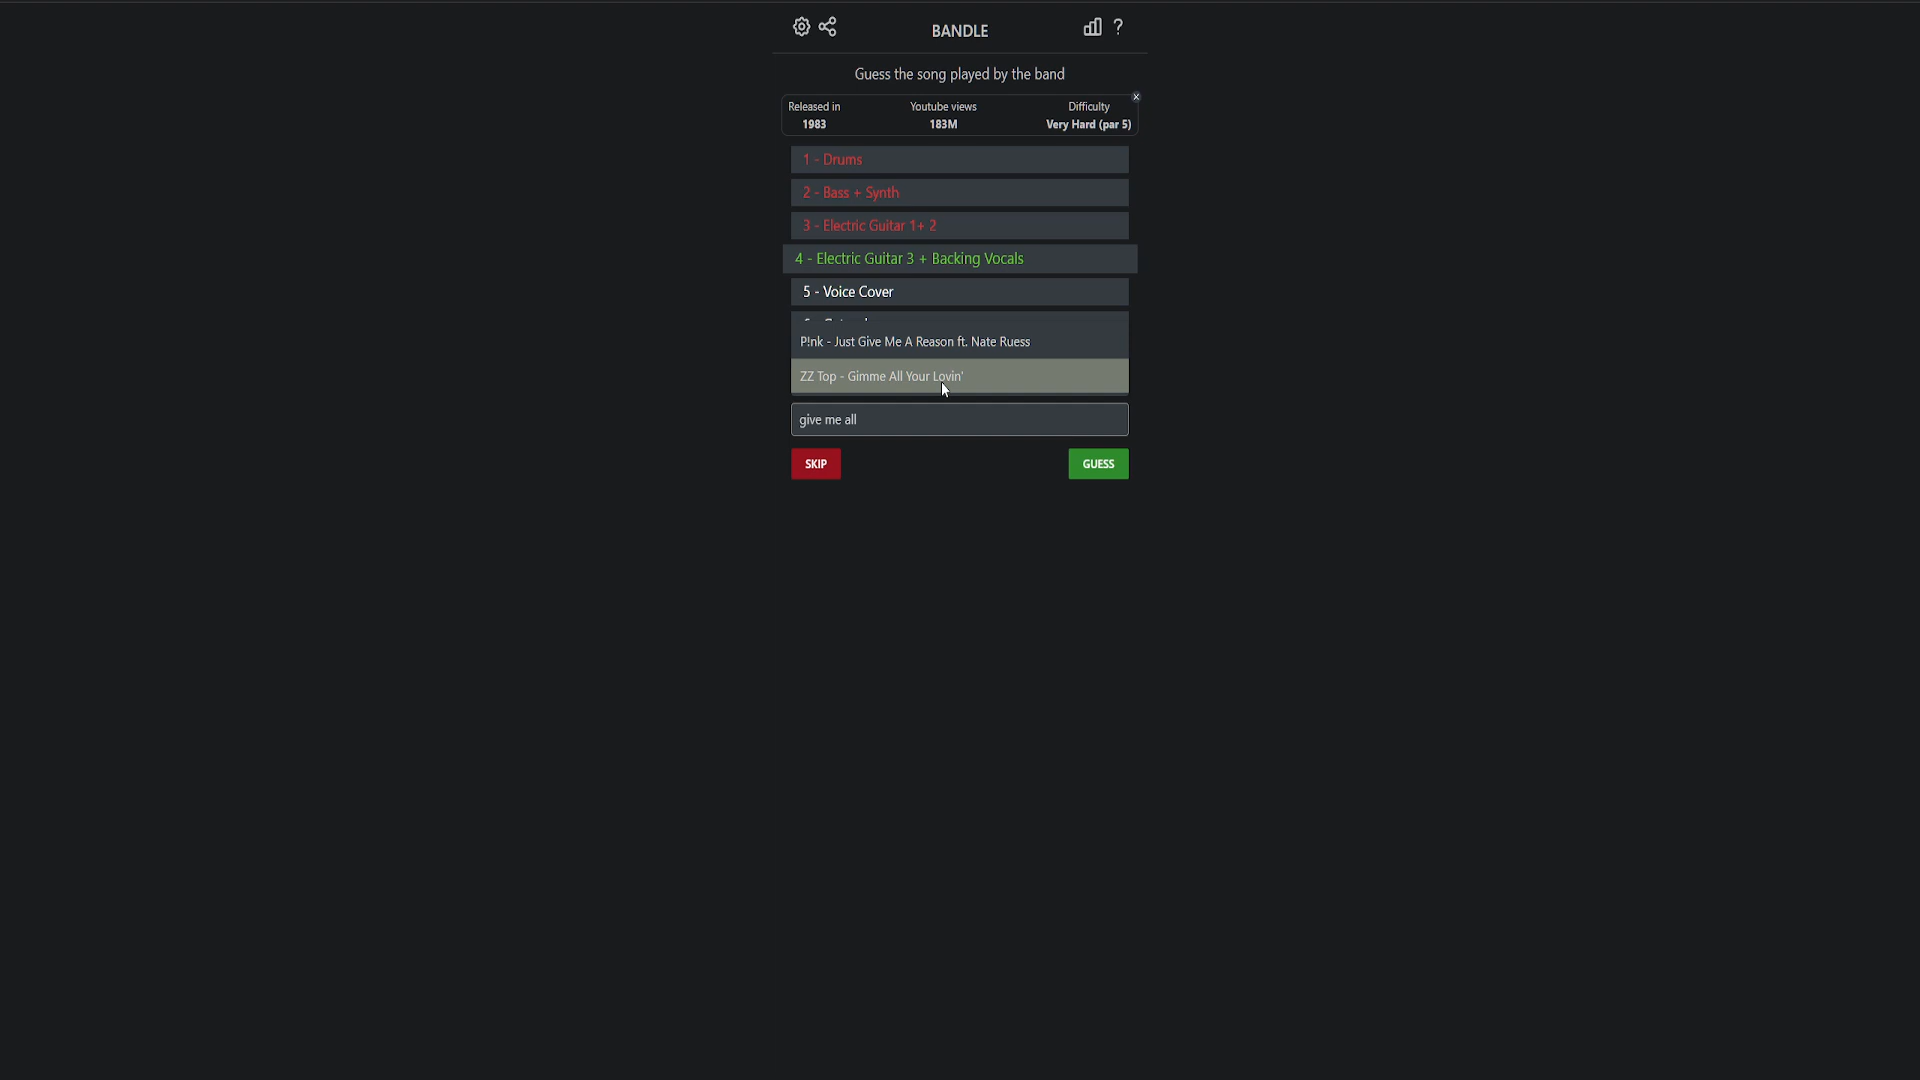 BANDLE
?
Guess the song played by the band
x
Released in
1983
Youtube views
183M
Difficulty
Very Hard (par 5)
1 - Drums
2 - Bass + Synth
3 - Electric Guitar 1+ 2
4 - Electric Guitar 3 + Backing Vocals
5 - Voice Cover
P!nk - Just Give Me A Reason ft. Nate Ruess
ZZ Top - Gimme All Your Lovin'
give me all
SKIP
GUESS